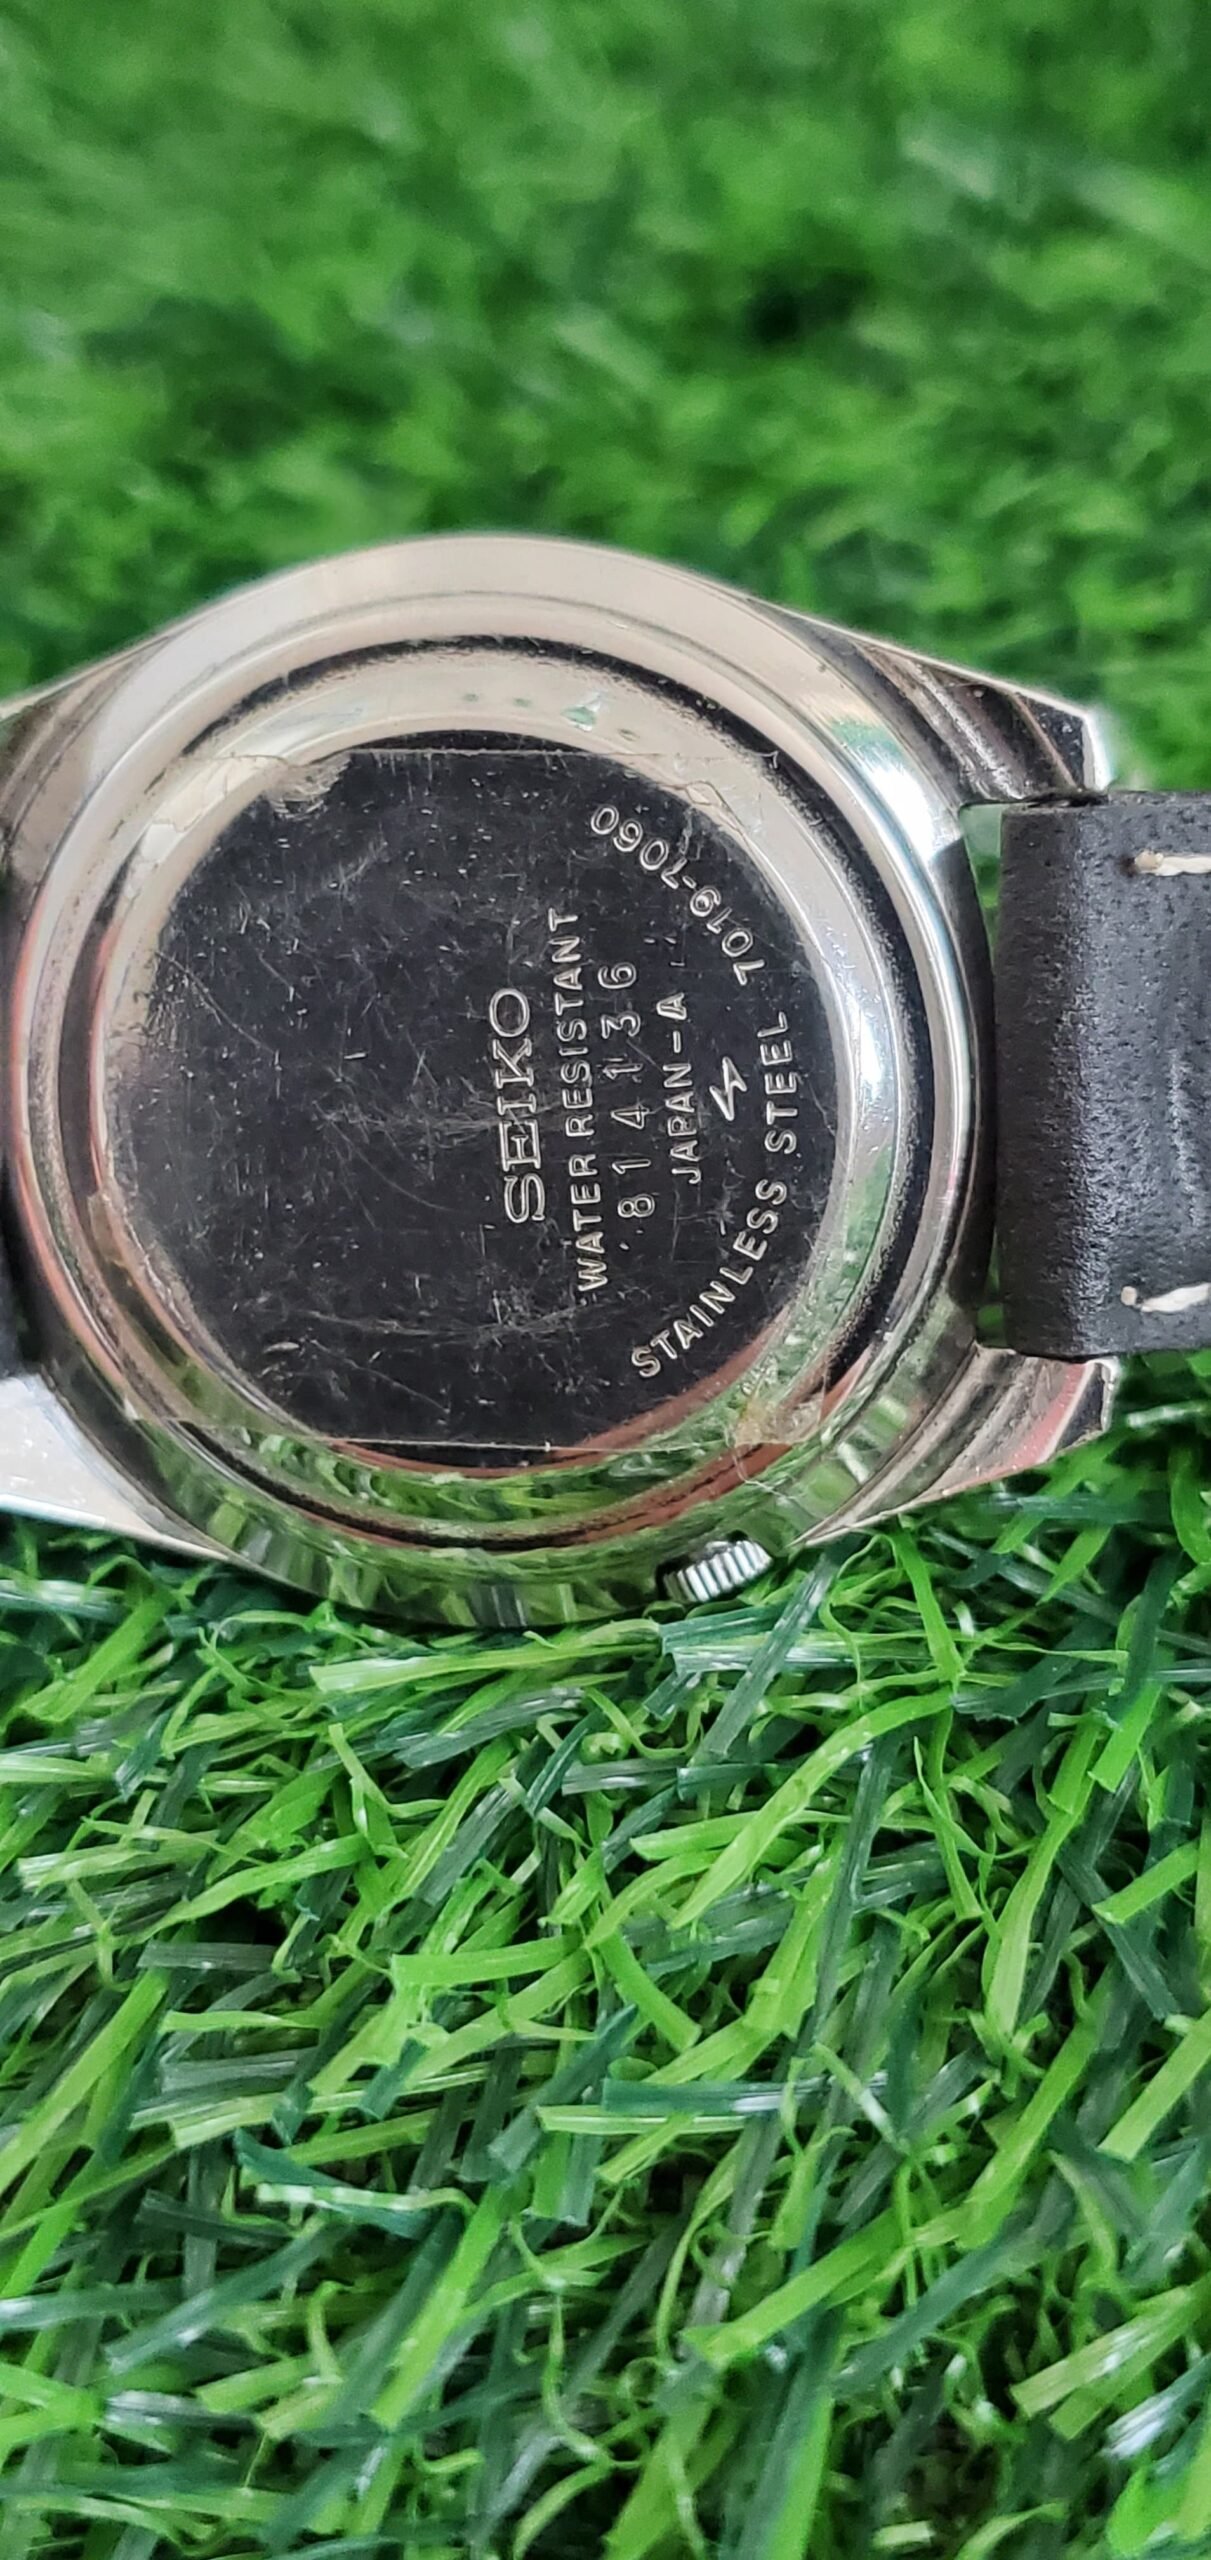 SEIKO
WATER RESISTANT
814136
JAPAN-A
STAINLESS STEEL 7019-7060